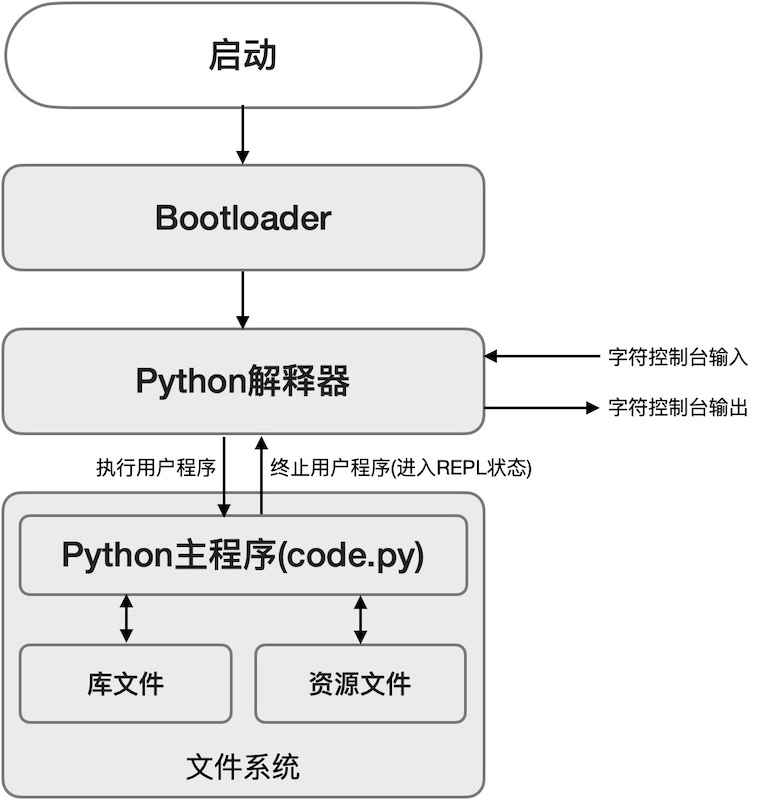 启动
Bootloader
Python解释器
字符控制台输入
字符控制台输出
执行用户程序
终止用户程序(进入REPL状态)
Python主程序(code.py)
库文件
资源文件
文件系统